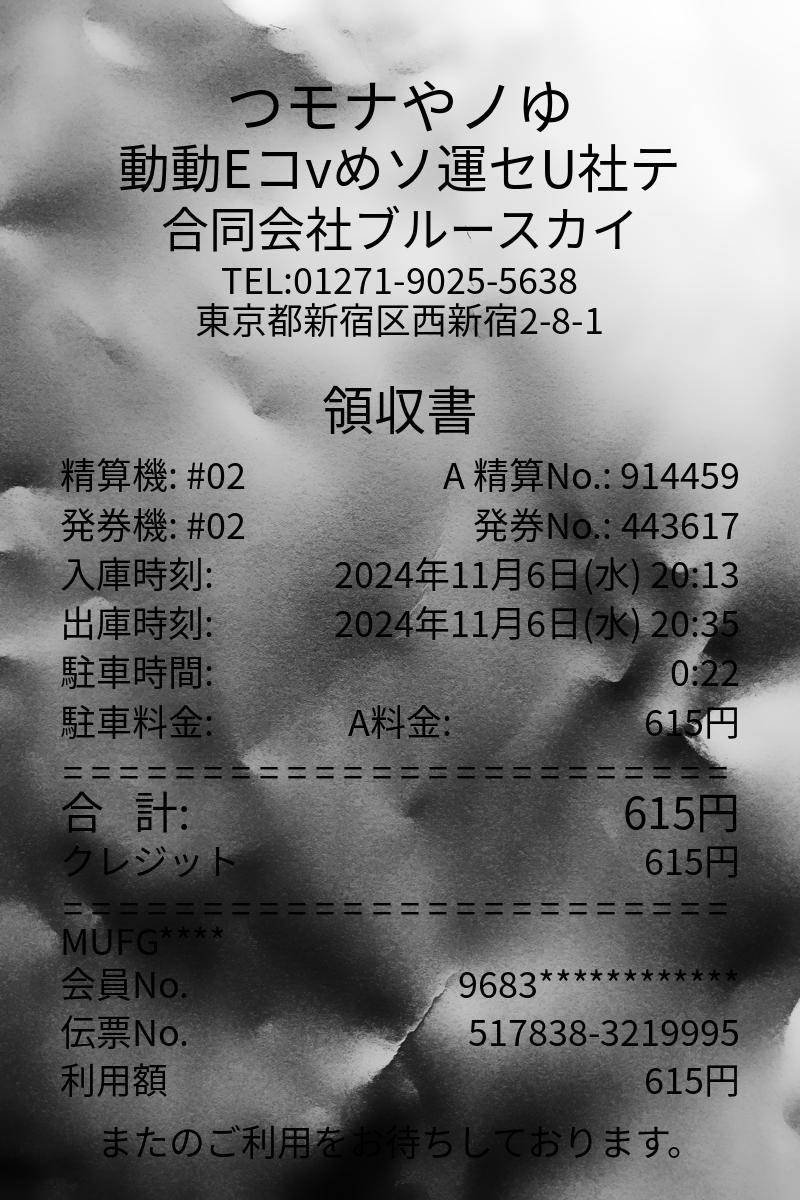 つモナやノゆ
動動Eコvめソ運セU社テ
合同会社ブルースカイ
TEL:01271-9025-5638
東京都新宿区西新宿2-8-1
領収書
精算機: #02 A 精算No.: 914459
発券機: #02 発券No.: 443617
入庫時刻: 2024年11月6日(水) 20:13
出庫時刻: 2024年11月6日(水) 20:35
駐車時間: 0:22
駐車料金: A料金: 615円
========================
合 計: 615円
クレジット 615円
========================
MUFG****
会員No. 9683************
伝票No. 517838-3219995
利用額 615円
またのご利用をお待ちしております。